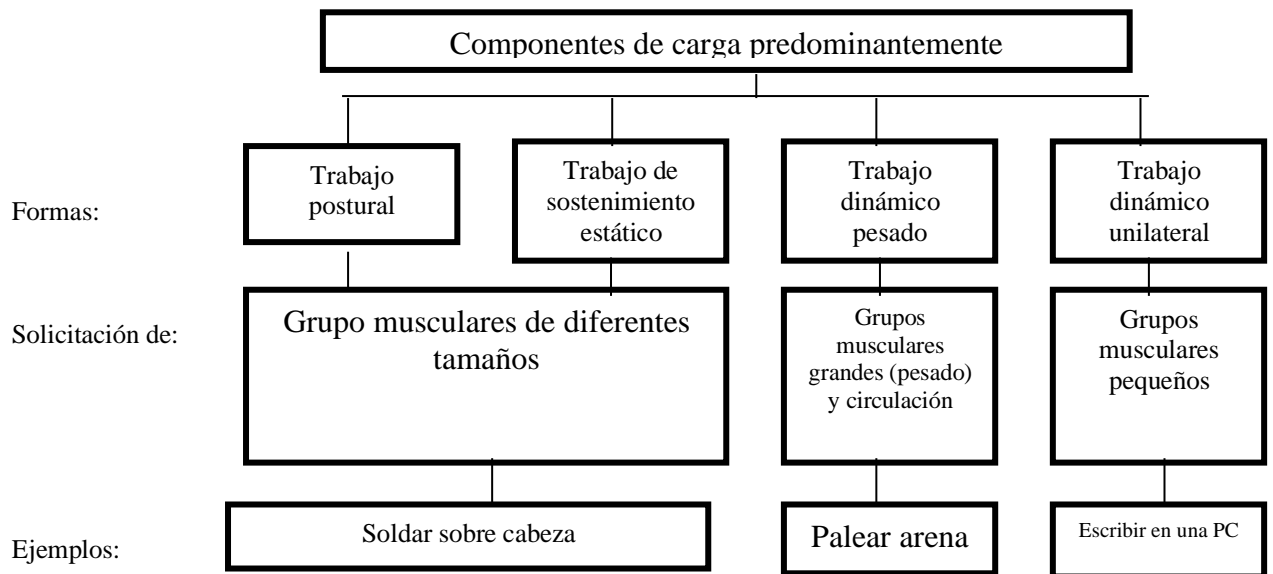 Componentes de carga predominantemente
Formas:
Trabajo
postural
Trabajo de
sostenimiento
estático
Trabajo
dinámico
pesado
Trabajo
dinámico
unilateral
Solicitación de:
Grupo musculares de diferentes
tamaños
Grupos
musculares
grandes (pesado)
y circulación
Grupos
musculares
pequeños
Ejemplos:
Soldar sobre cabeza
Palear arena
Escribir en una PC